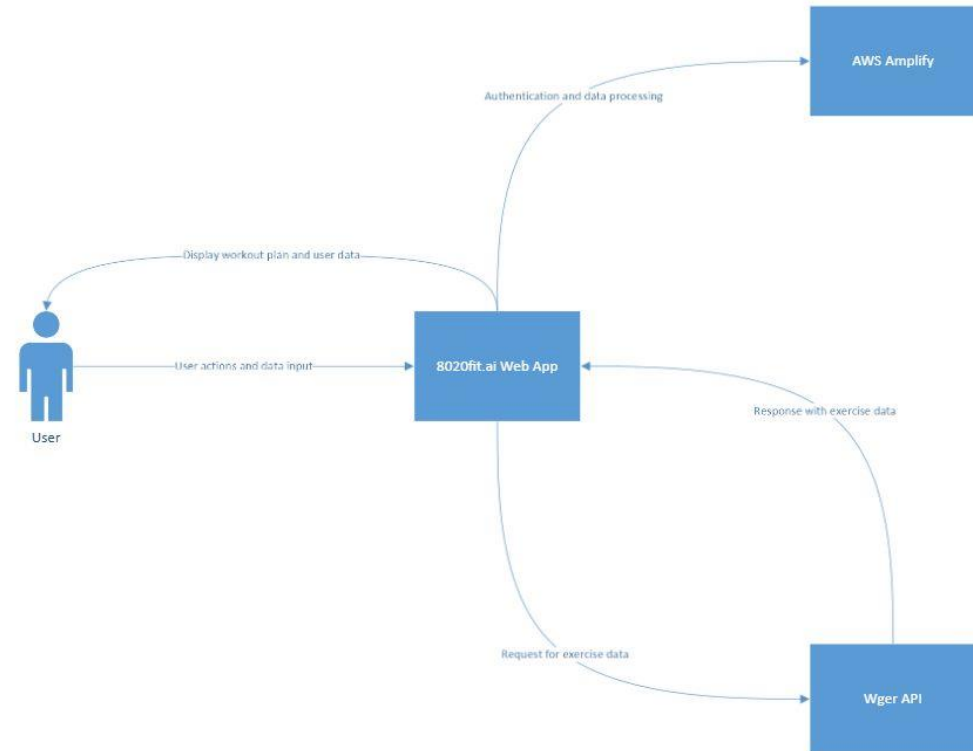 AWS Amplify
Authentication and data processing
Display workout plan and user data
User actions and data input
8020fit.ai Web App
User
Response with exercise data
Request for exercise data
Wger API